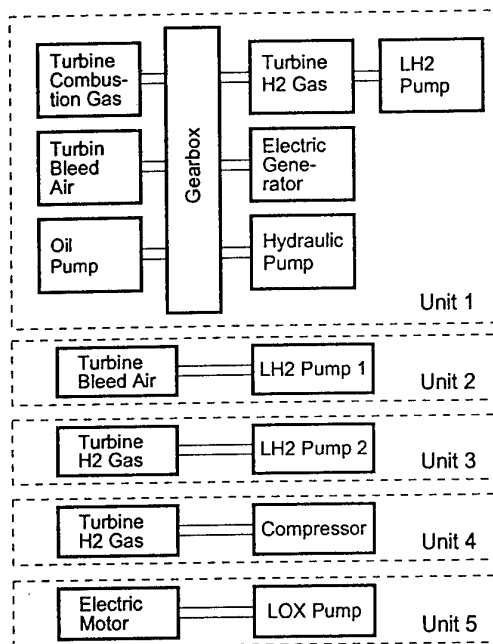 Turbine
Combus-
tion Gas
Turbine
H2 Gas
LH2
Pump
Gearbox
Turbin
Bleed
Air
Electric
Gene-
rator
Oil
Pump
Hydraulic
Pump
Unit 1
Turbine
Bleed Air
LH2 Pump 1
Unit 2
Turbine
H2 Gas
LH2 Pump 2
Unit 3
Turbine
H2 Gas
Compressor
Unit 4
Electric
Motor
LOX Pump
Unit 5